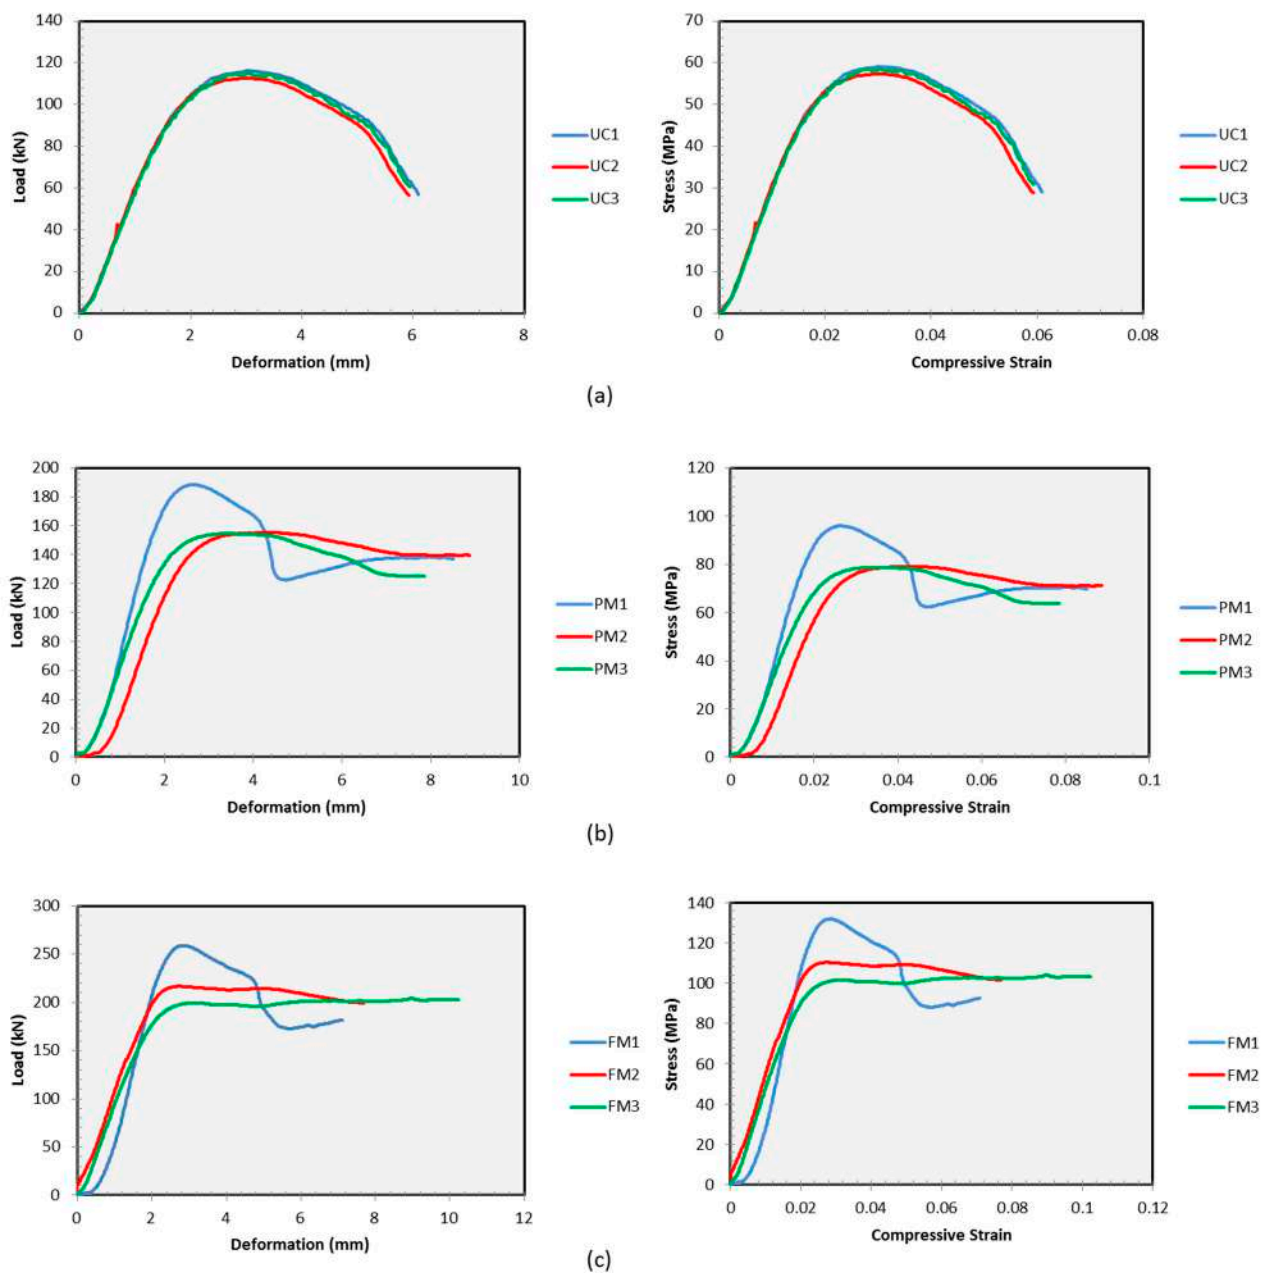 140
120
100
80
60
40
20
0
Load (kN)
0 2 4 6 8
Deformation (mm)
UC1
UC2
UC3
70
60
50
40
30
20
10
0
Stress (MPa)
0 0.02 0.04 0.06 0.08
Compressive Strain
UC1
UC2
UC3
(a)
200
180
160
140
120
100
80
60
40
20
0
Load (kN)
0 2 4 6 8 10
Deformation (mm)
PM1
PM2
PM3
120
100
80
60
40
20
0
Stress (MPa)
0 0.02 0.04 0.06 0.08 0.1
Compressive Strain
PM1
PM2
PM3
(b)
300
250
200
150
100
50
0
Load (kN)
0 2 4 6 8 10 12
Deformation (mm)
FM1
FM2
FM3
140
120
100
80
60
40
20
0
Stress (MPa)
0 0.02 0.04 0.06 0.08 0.1 0.12
Compressive Strain
FM1
FM2
FM3
(c)